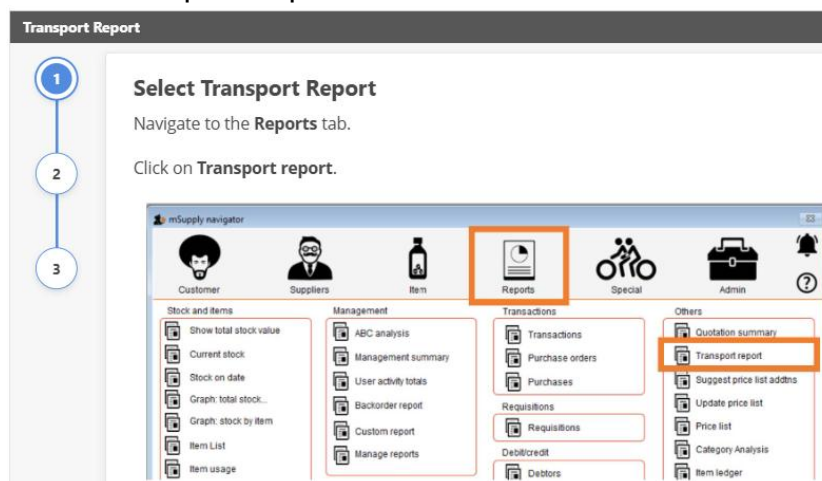 Transport Report
1
2
3
Select Transport Report
Navigate to the Reports tab.
Click on Transport report.
mSupply navigator
Customer
Suppliers
Item
Reports
Special
Admin
Stock and items
Show total stock value
Current stock
Stock on date
Graph: total stock...
Graph: stock by item
Item List
Item usage
Management
ABC analysis
Management summary
User activity totals
Backorder report
Custom report
Manage reports
Transactions
Transactions
Purchase orders
Purchases
Requisitions
Requisitions
Debit/credit
Debtors
Others
Quotation summary
Transport report
Suggest price list addtns
Update price list
Price list
Category Analysis
Item ledger